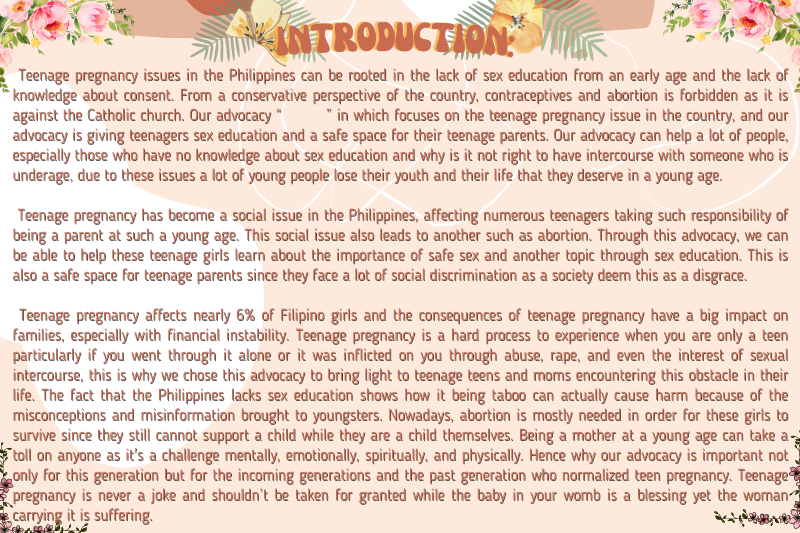 INTRODUCTION:
Teenage pregnancy issues in the Philippines can be rooted in the lack of sex education from an early age and the lack of
knowledge about consent. From a conservative perspective of the country, contraceptives and abortion is forbidden as it is
against the Catholic church. Our advocacy " " in which focuses on the teenage pregnancy issue in the country, and our
advocacy is giving teenagers sex education and a safe space for their teenage parents. Our advocacy can help a lot of people,
especially those who have no knowledge about sex education and why is it not right to have intercourse with someone who is
underage, due to these issues a lot of young people lose their youth and their life that they deserve in a young age.
Teenage pregnancy has become a social issue in the Philippines, affecting numerous teenagers taking such responsibility of
being a parent at such a young age. This social issue also leads to another such as abortion. Through this advocacy, we can
be able to help these teenage girls learn about the importance of safe sex and another topic through sex education. This is
also a safe space for teenage parents since they face a lot of social discrimination as a society deem this as a disgrace.
Teenage pregnancy affects nearly 6% of Filipino girls and the consequences of teenage pregnancy have a big impact on
families, especially with financial instability. Teenage pregnancy is a hard process to experience when you are only a teen
particularly if you went through it alone or it was inflicted on you through abuse, rape, and even the interest of sexual
intercourse, this is why we chose this advocacy to bring light to teenage teens and moms encountering this obstacle in their
life. The fact that the Philippines lacks sex education shows how it being taboo can actually cause harm because of the
misconceptions and misinformation brought to youngsters. Nowadays, abortion is mostly needed in order for these girls to
survive since they still cannot support a child while they are a child themselves. Being a mother at a young age can take a
toll on anyone as it's a challenge mentally, emotionally, spiritually, and physically. Hence why our advocacy is important not
only for this generation but for the incoming generations and the past generation who normalized teen pregnancy. Teenage
pregnancy is never a joke and shouldn't be taken for granted while the baby in your womb is a blessing yet the woman
carrying it is suffering.